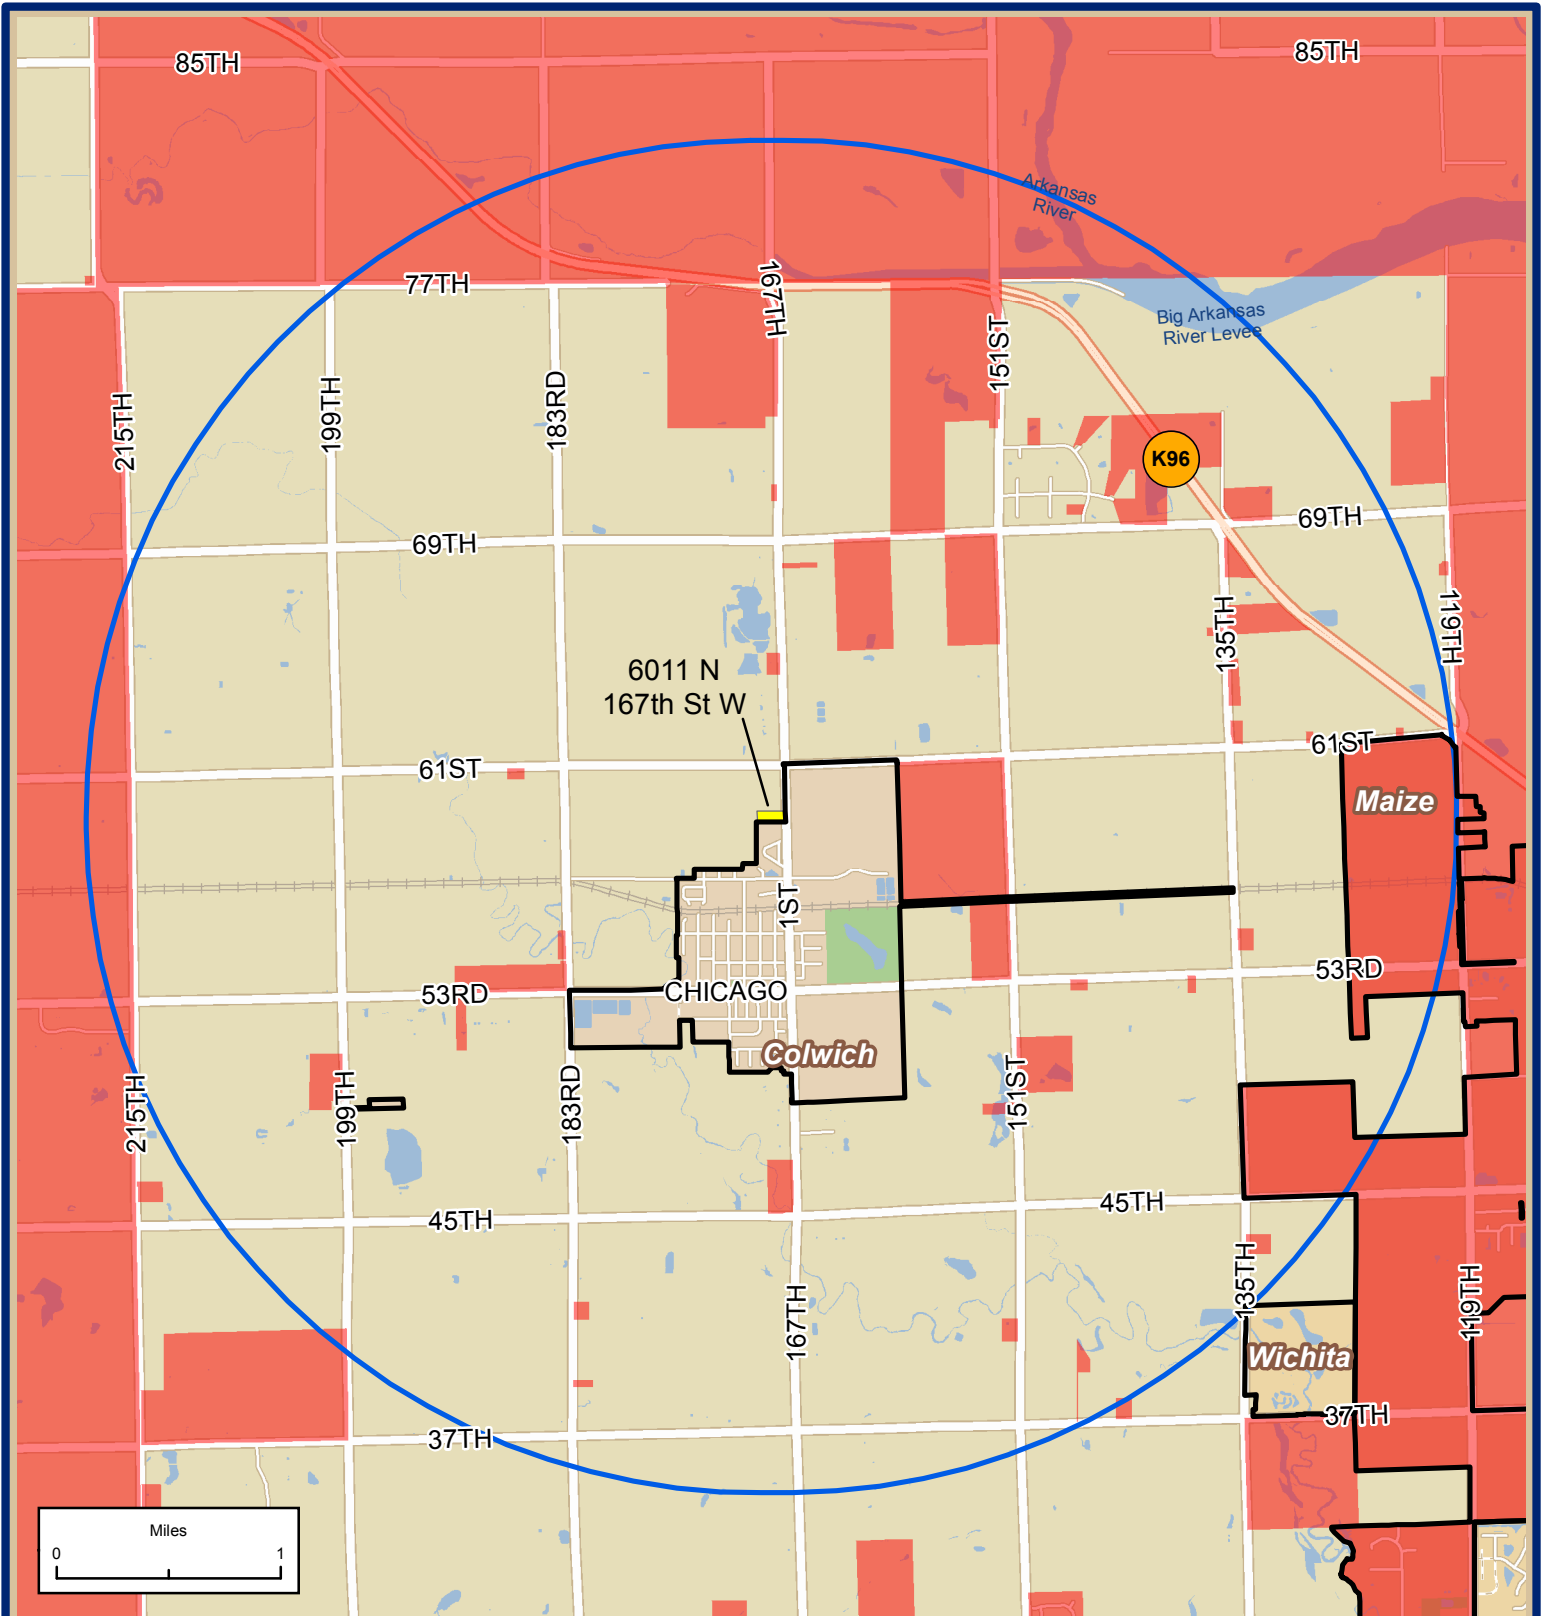 85TH
85TH
Arkansas
River
77TH
167TH
Big Arkansas
River Levee
151ST
215TH
199TH
183RD
K96
69TH
69TH
135TH
119TH
6011 N
167th St W
61ST
61ST
Maize
1ST
53RD
53RD
CHICAGO
Colwich
215TH
199TH
183RD
151ST
45TH
45TH
167TH
135TH
119TH
Wichita
37TH
37TH
Miles
0
1